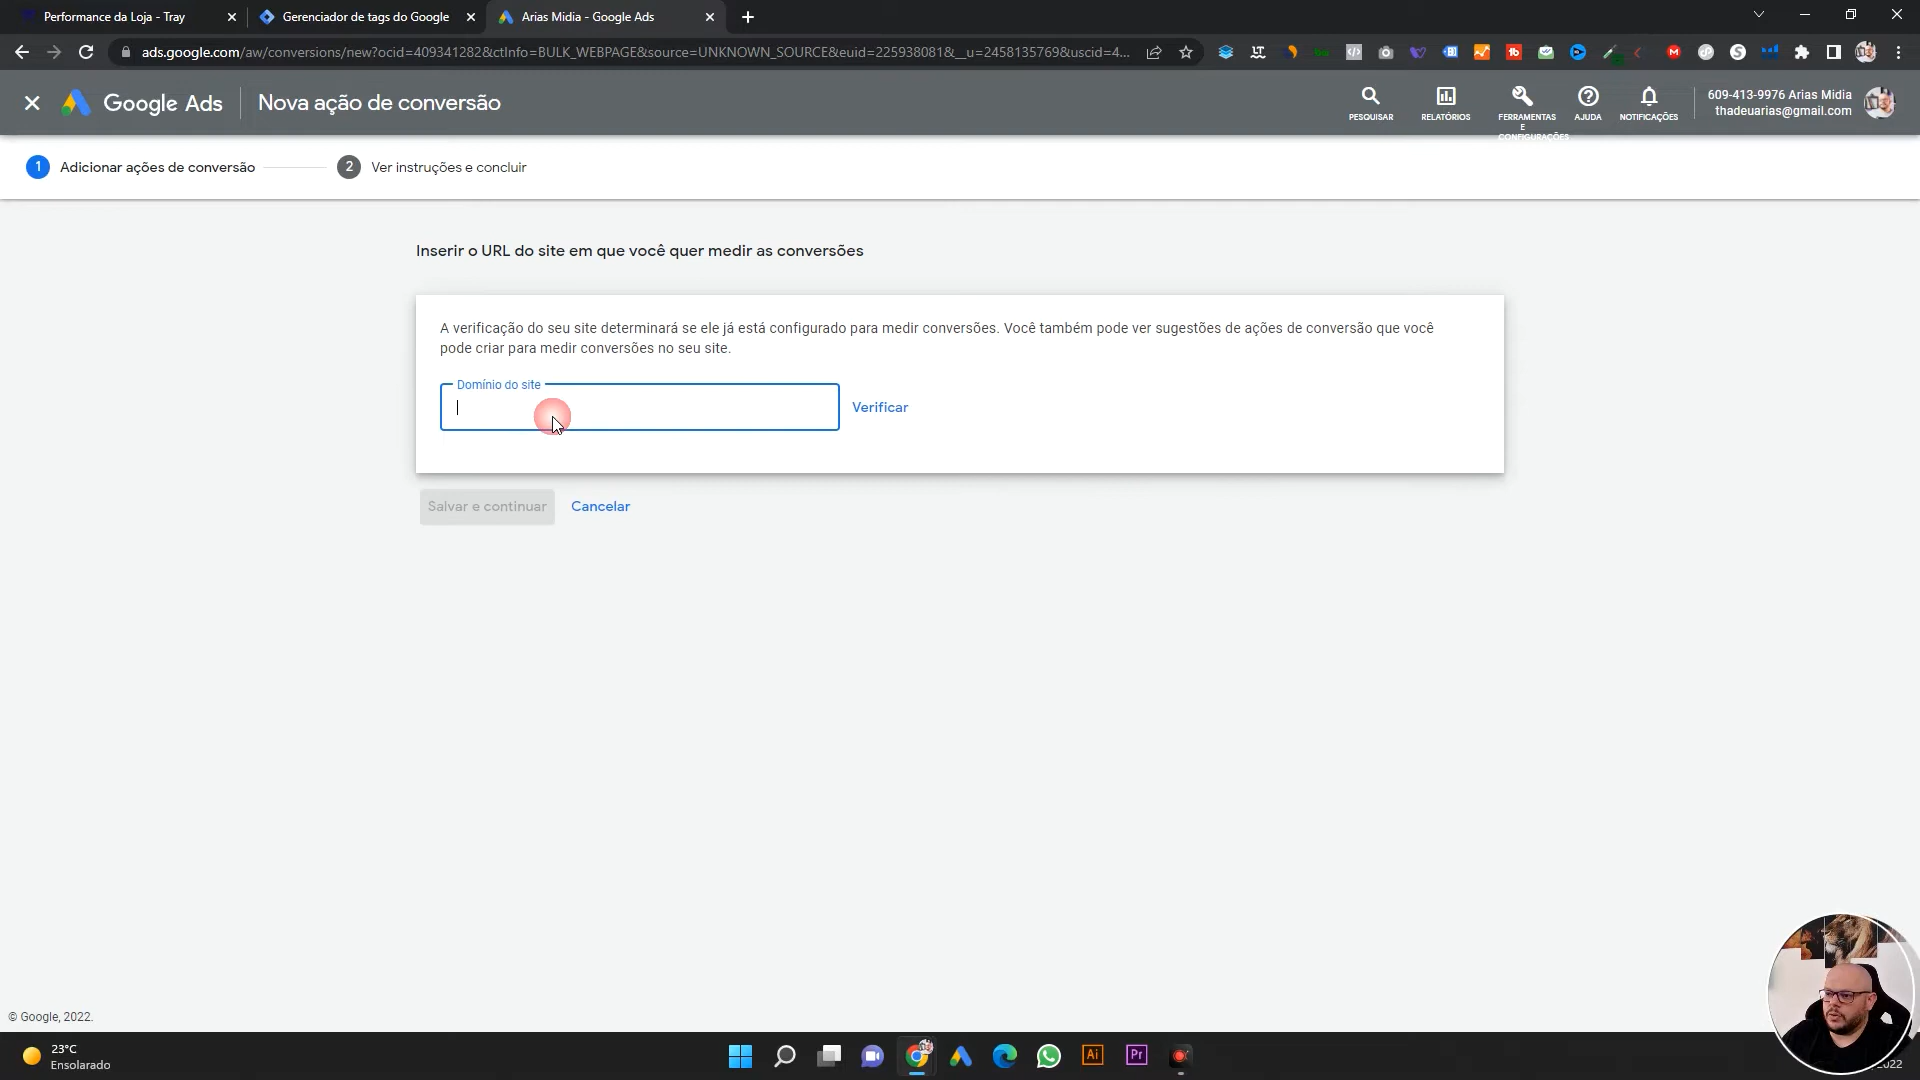 Performance da Loja - Tray
Gerenciador de tags do Google
Arias Midia - Google Ads
ads.google.com/aw/conversions/new?ocid=409341282&ctInfo=BULK_WEBPAGE&source=UNKNOWN_SOURCE&euid=225938081&__u=2458135769&uscid=4...
Google Ads
Nova ação de conversão
PESQUISAR
RELATÓRIOS
FERRAMENTAS
E
CONFIGURAÇÕES
AJUDA
NOTIFICAÇÕES
609-413-9976 Arias Midia
thadeuarias@gmail.com
1 Adicionar ações de conversão
2 Ver instruções e concluir
Inserir o URL do site em que você quer medir as conversões
A verificação do seu site determinará se ele já está configurado para medir conversões. Você também pode ver sugestões de ações de conversão que você
pode criar para medir conversões no seu site.
Domínio do site
Verificar
Salvar e continuar
Cancelar
© Google, 2022.
23°C
Ensolarado
Ai
Pr